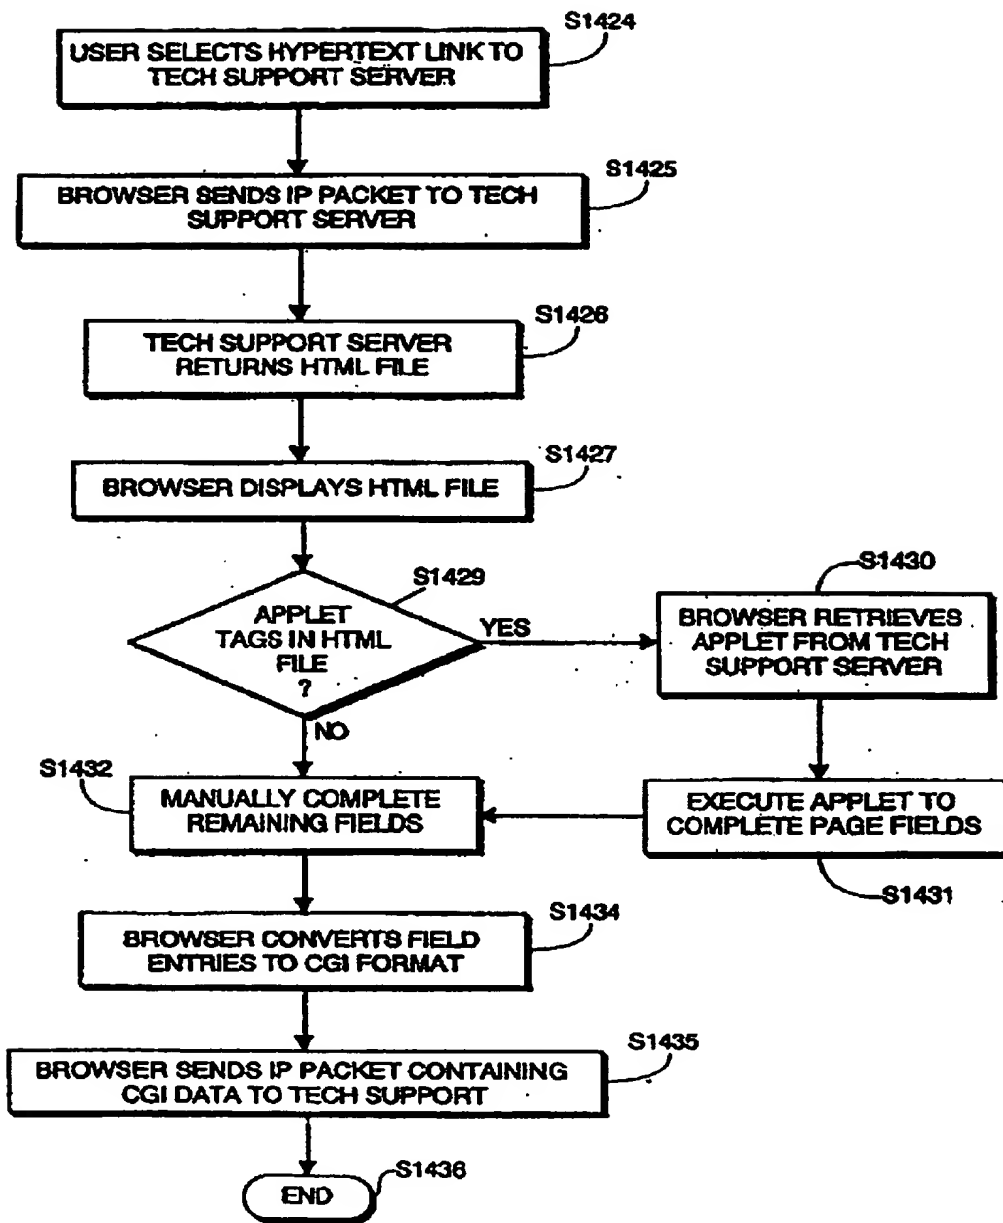 S1424
USER SELECTS HYPERTEXT LINK TO
TECH SUPPORT SERVER
S1425
BROWSER SENDS IP PACKET TO TECH
SUPPORT SERVER
S1426
TECH SUPPORT SERVER
RETURNS HTML FILE
S1427
BROWSER DISPLAYS HTML FILE
S1429
APPLET
TAGS IN HTML
FILE
?
YES
NO
S1430
BROWSER RETRIEVES
APPLET FROM TECH
SUPPORT SERVER
EXECUTE APPLET TO
COMPLETE PAGE FIELDS
S1431
S1432
MANUALLY COMPLETE
REMAINING FIELDS
S1434
BROWSER CONVERTS FIELD
ENTRIES TO CGI FORMAT
S1435
BROWSER SENDS IP PACKET CONTAINING
CGI DATA TO TECH SUPPORT
END
S1436